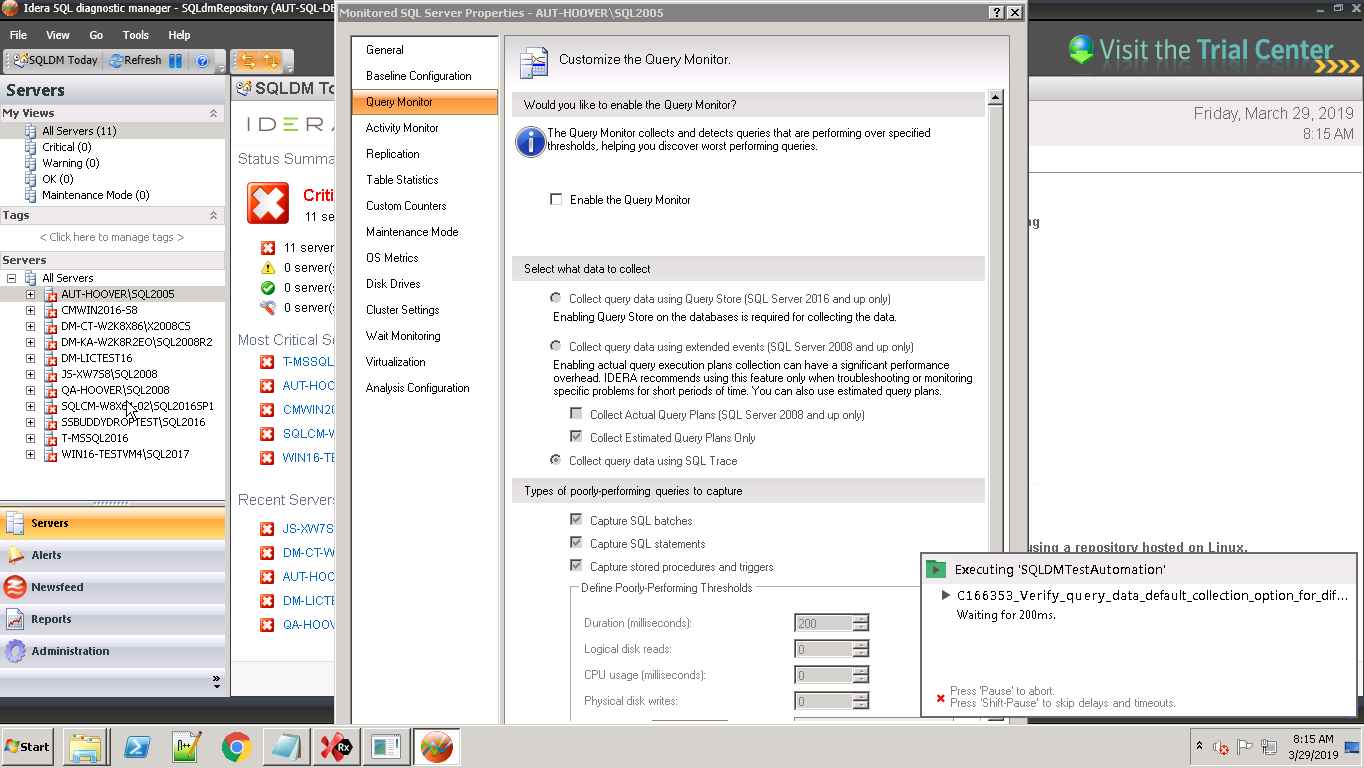 Idera SQL diagnostic manager - SQLdmRepository (AUT-SQL-DE
File View Go Tools Help
SQLDM Today Refresh
Servers
My Views
All Servers (11)
Critical (0)
Warning (0)
OK (0)
Maintenance Mode (0)
Tags
< Click here to manage tags >
Servers
All Servers
AUT-HOOVER\SQL2005
CMWIN2016-S8
DM-CT-W2K8X86\X2008CS
DM-KA-W2K8R2EO\SQL2008R2
DM-LICTEST16
JS-XW7S8\SQL2008
QA-HOOVER\SQL2008
SQLCM-W8X64-02\SQL2016SP1
SSBUDDYDROPTEST\SQL2016
T-MSSQL2016
WIN16-TESTVM4\SQL2017
Servers
Alerts
Newsfeed
Reports
Administration
SQLDM To
IDERA
Status Summa
Criti
11 se
11 server
0 server(s
0 server(s
0 server(s
Most Critical S
T-MSSQL
AUT-HOO
CMWIN20
SQLCM-W
WIN16-TE
Recent Servers
JS-XW7S
DM-CT-W
AUT-HOO
DM-LICTE
QA-HOOV
Monitored SQL Server Properties - AUT-HOOVER\SQL2005
General
Baseline Configuration
Query Monitor
Activity Monitor
Replication
Table Statistics
Custom Counters
Maintenance Mode
OS Metrics
Disk Drives
Cluster Settings
Wait Monitoring
Virtualization
Analysis Configuration
Customize the Query Monitor.
Would you like to enable the Query Monitor?
The Query Monitor collects and detects queries that are performing over specified
thresholds, helping you discover worst performing queries.
Enable the Query Monitor
Select what data to collect
Collect query data using Query Store (SQL Server 2016 and up only)
Enabling Query Store on the databases is required for collecting the data.
Collect query data using extended events (SQL Server 2008 and up only)
Enabling actual query execution plans collection can have a significant performance
overhead. IDERA recommends using this feature only when troubleshooting or monitoring
specific problems for short periods of time. You can also use estimated query plans.
Collect Actual Query Plans (SQL Server 2008 and up only)
Collect Estimated Query Plans Only
Collect query data using SQL Trace
Types of poorly-performing queries to capture
Capture SQL batches
Capture SQL statements
Capture stored procedures and triggers
Define Poorly-Performing Thresholds
Duration (milliseconds): 200
Logical disk reads: 0
CPU usage (milliseconds): 0
Physical disk writes: 0
Visit the Trial Center
Friday, March 29, 2019
8:15 AM
ng
using a repository hosted on Linux.
Executing 'SQLDMTestAutomation'
C166353_Verify_query_data_default_collection_option_for_dif...
Waiting for 200ms.
Press 'Pause' to abort.
Press 'Shift-Pause' to skip delays and timeouts.
Start
8:15 AM
3/29/2019